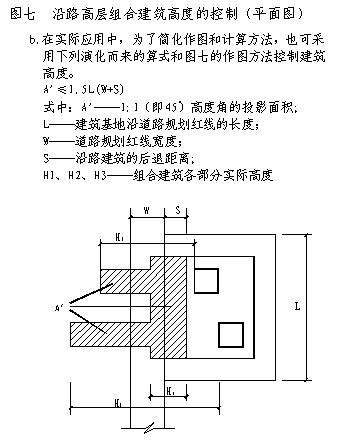 图七 沿路高层组合建筑高度的控制(平面图)
b.在实际应用中,为了简化作图和计算方法,也可采
用下列演化而来的算式和图七的作图方法控制建筑
高度。
A'≤1.5L(W+S)
式中:A'——1:1(即45)高度角的投影面积;
L——建筑基地沿道路规划红线的长度;
W——道路规划红线宽度;
S——沿路建筑的后退距离;
H1、H2、H3——组合建筑各部分实际高度
W S
A'
L